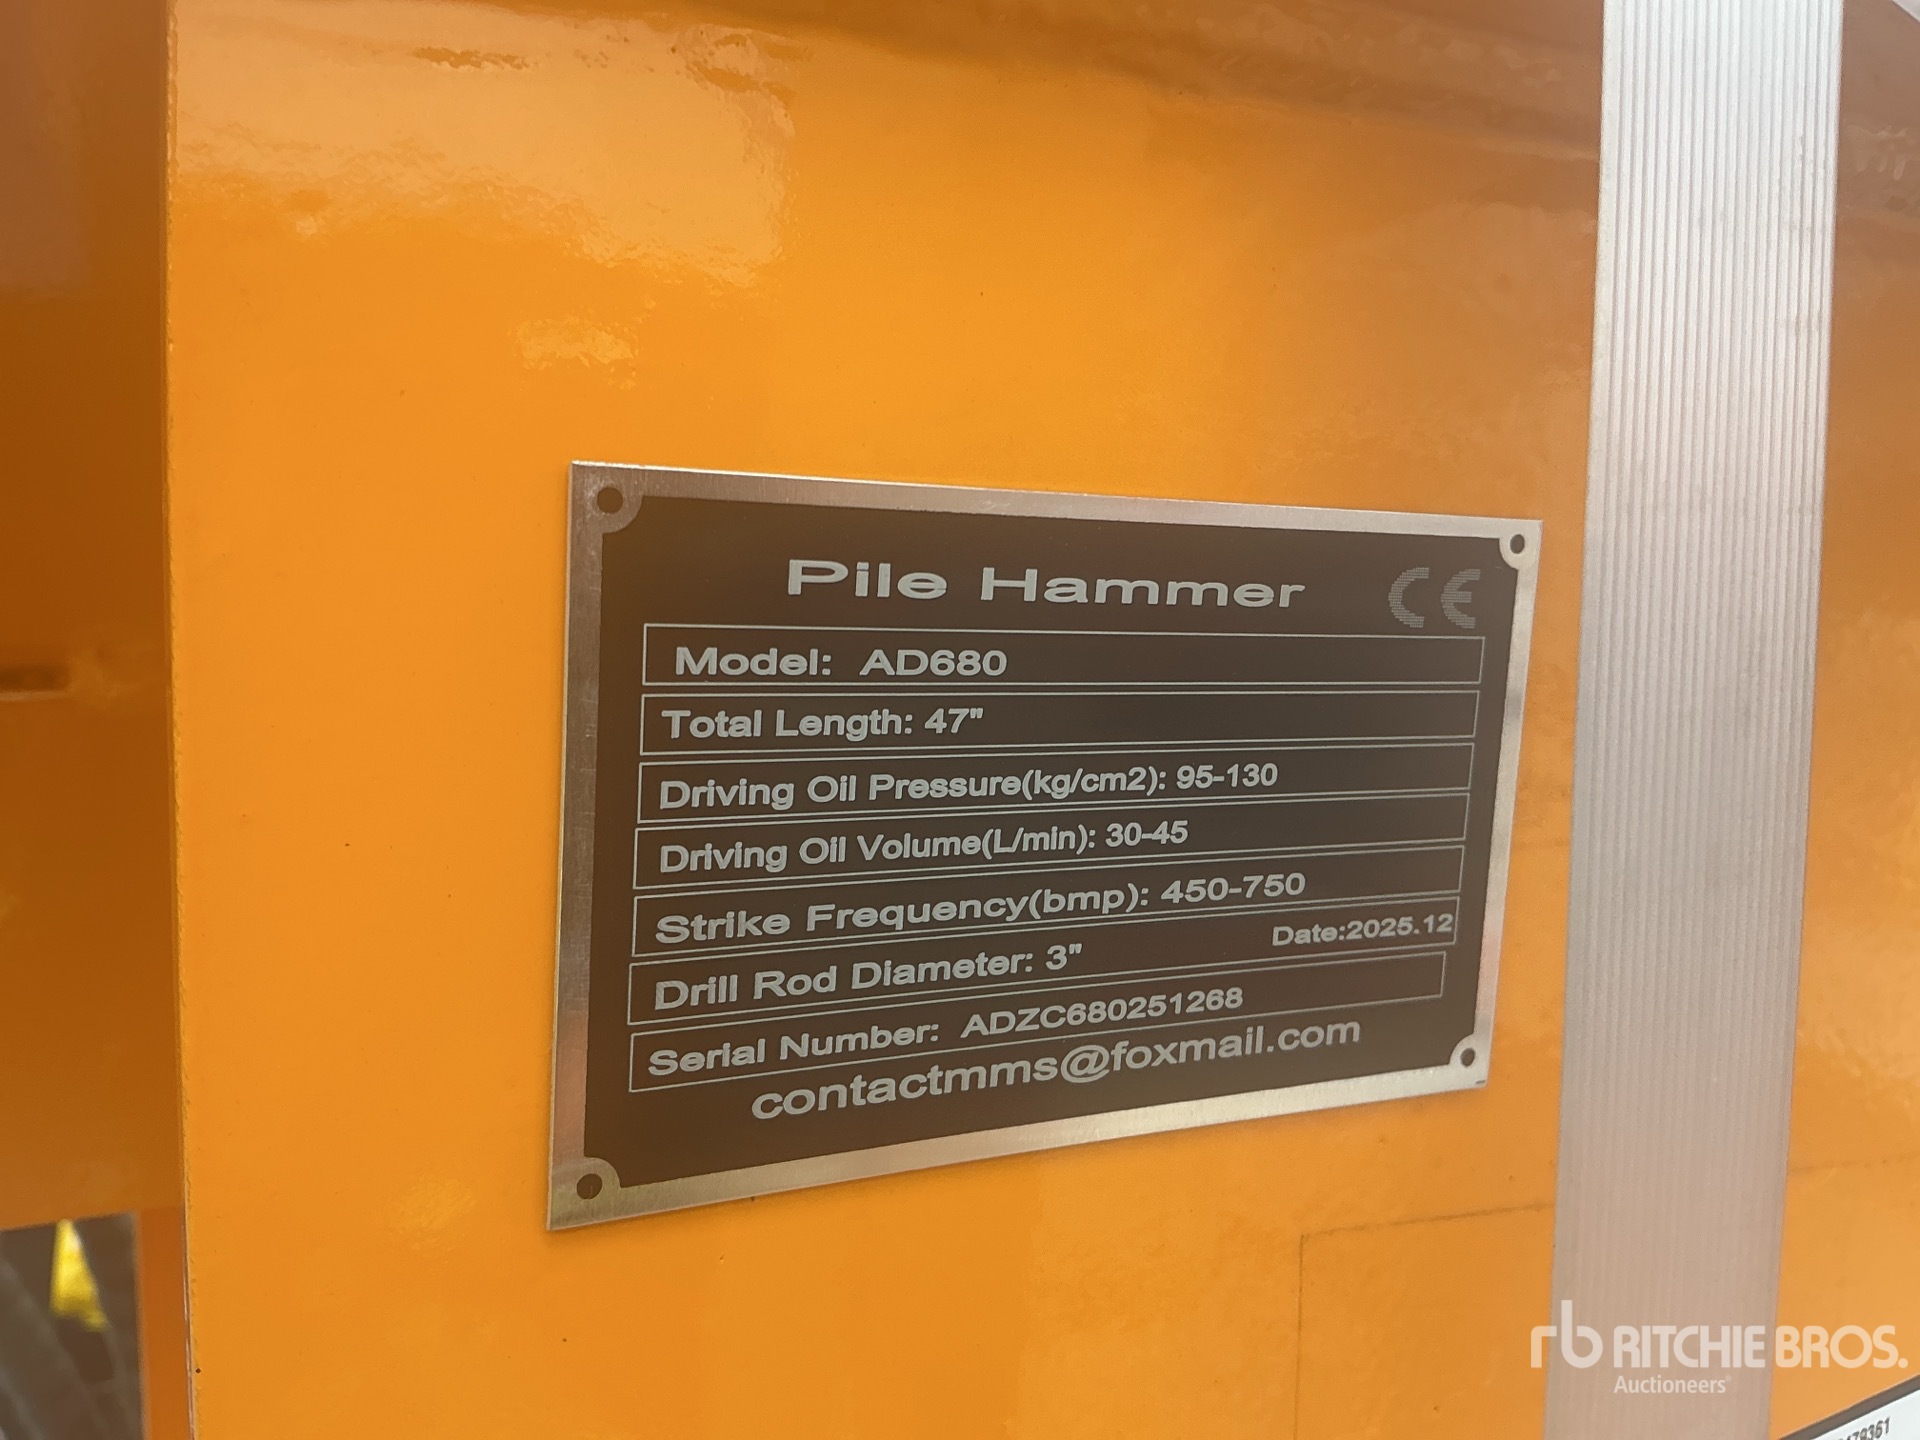 Pile Hammer CE
Model: AD680
Total Length: 47"
Driving Oil Pressure(kg/cm2): 95-130
Driving Oil Volume(L/min): 30-45
Strike Frequency(bmp): 450-750
Drill Rod Diameter: 3" Date:2025.12
Serial Number: ADZC680251268
contactmms@foxmail.com
rb RITCHIE BROS.
Auctioneers